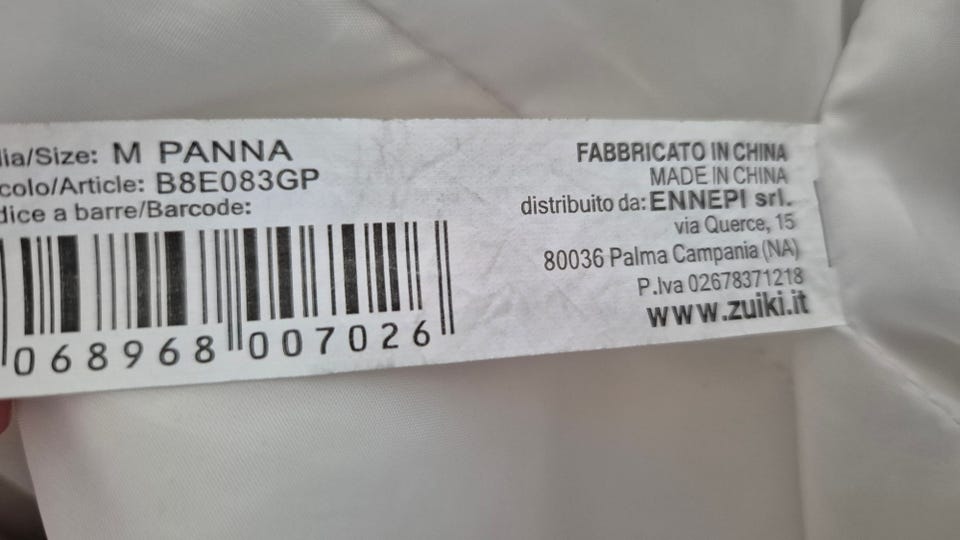 lia/Size: M PANNA
colo/Article: B8E083GP
dice a barre/Barcode:
068968 007026
FABBRICATO IN CHINA
MADE IN CHINA
distribuito da: ENNEPI srl.
via Querce, 15
80036 Palma Campania (NA)
P.Iva 02678371218
www.zuiki.it